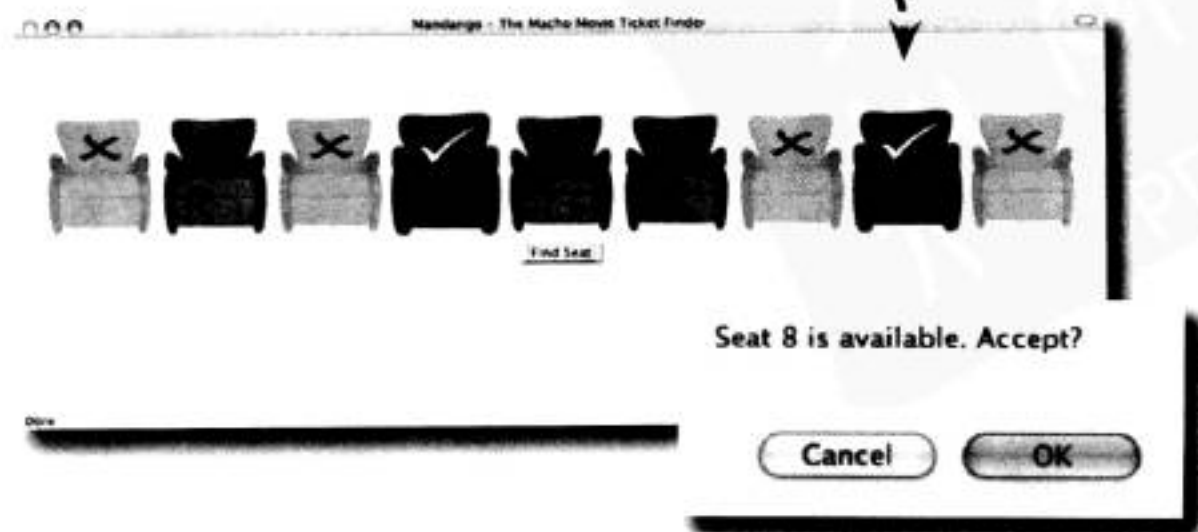 Mandango - The Macho Movie Ticket Finder
Find Seat
Seat 8 is available. Accept?
Done
Cancel
OK